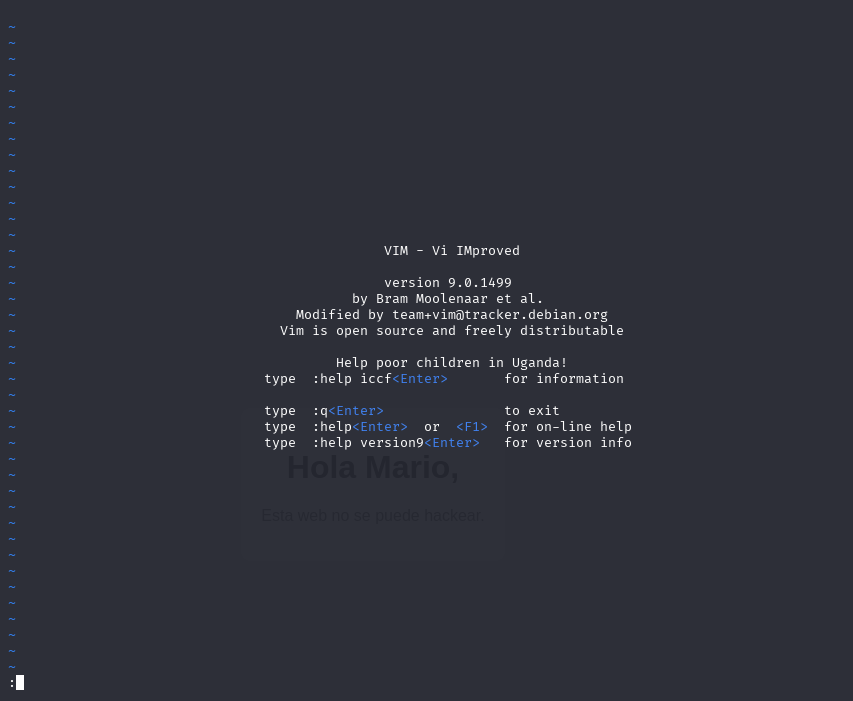 ~
~
~
~
~
~
~
~
~
~
~
~
~
~
~ VIM - Vi IMproved
~
~ version 9.0.1499
~ by Bram Moolenaar et al.
~ Modified by team+vim@tracker.debian.org
~ Vim is open source and freely distributable
~
~ Help poor children in Uganda!
~ type :help iccf<Enter> for information
~
~ type :q<Enter> to exit
~ type :help<Enter> or <F1> for on-line help
~ type :help version9<Enter> for version info
~
Hola Mario,
~
~
~
Esta web no se puede hackear
~
~
~
~
~
~
~
~
~
: